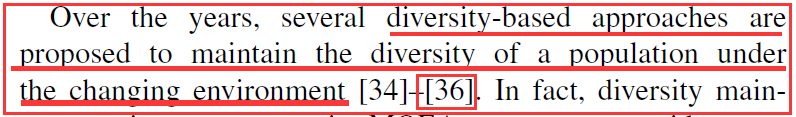 Over the years, several diversity-based approaches are
proposed to maintain the diversity of a population under
the changing environment [34]–[36]. In fact, diversity main-